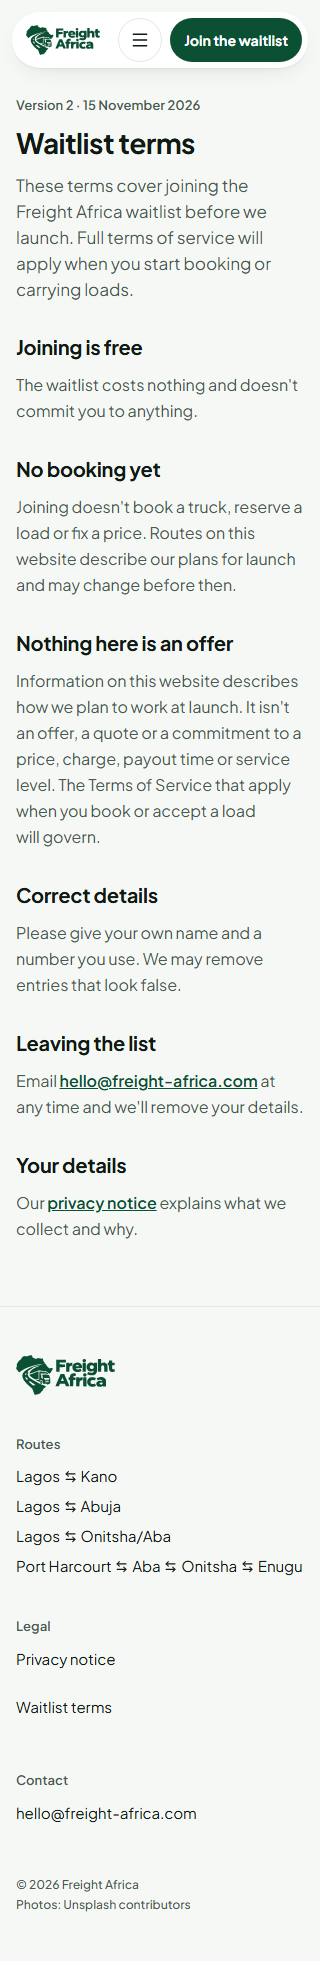 Freight
Africa
Join the waitlist
Version 2 · 15 November 2026
Waitlist terms
These terms cover joining the
Freight Africa waitlist before we
launch. Full terms of service will
apply when you start booking or
carrying loads.
Joining is free
The waitlist costs nothing and doesn't
commit you to anything.
No booking yet
Joining doesn't book a truck, reserve a
load or fix a price. Routes on this
website describe our plans for launch
and may change before then.
Nothing here is an offer
Information on this website describes
how we plan to work at launch. It isn't
an offer, a quote or a commitment to a
price, charge, payout time or service
level. The Terms of Service that apply
when you book or accept a load
will govern.
Correct details
Please give your own name and a
number you use. We may remove
entries that look false.
Leaving the list
Email hello@freight-africa.com at
any time and we'll remove your details.
Your details
Our privacy notice explains what we
collect and why.
Freight
Africa
Routes
Lagos ⇆ Kano
Lagos ⇆ Abuja
Lagos ⇆ Onitsha/Aba
Port Harcourt ⇆ Aba ⇆ Onitsha ⇆ Enugu
Legal
Privacy notice
Waitlist terms
Contact
hello@freight-africa.com
© 2026 Freight Africa
Photos: Unsplash contributors